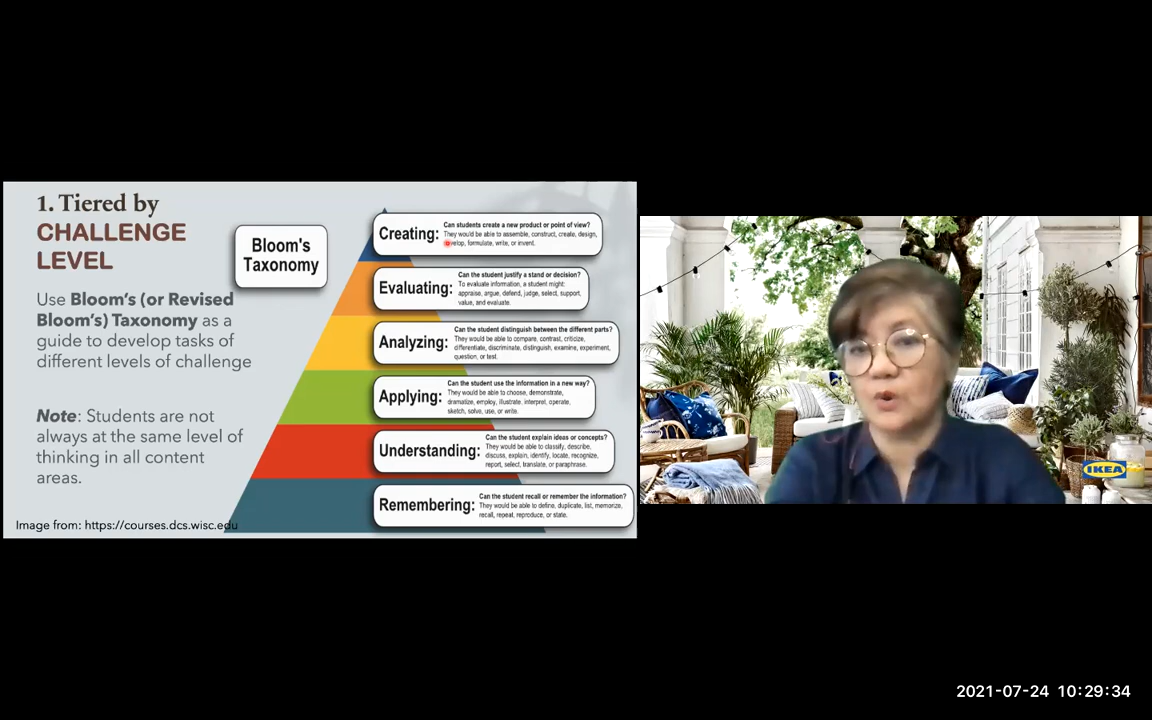 1. Tiered by
CHALLENGE
LEVEL
Use Bloom's (or Revised
Bloom's) Taxonomy as a
guide to develop tasks of
different levels of challenge
Note: Students are not
always at the same level of
thinking in all content
areas.
Image from: https://courses.dcs.wisc.edu
Bloom's
Taxonomy
Creating:
Can students create a new product or point of view?
They would be able to assemble, construct, create, design,
develop, formulate, write, or invent.
Evaluating:
Can the student justify a stand or decision?
To evaluate information, a student might:
appraise, argue, defend, judge, select, support,
value, and evaluate.
Analyzing:
Can the student distinguish between the different parts?
They would be able to compare, contrast, criticize,
differentiate, discriminate, distinguish, examine, experiment,
question, or test.
Applying:
Can the student use the information in a new way?
They would be able to choose, demonstrate,
dramatize, employ, illustrate, interpret, operate,
sketch, solve, use, or write.
Understanding:
Can the student explain ideas or concepts?
They would be able to classify, describe,
discuss, explain, identify, locate, recognize,
report, select, translate, or paraphrase.
Remembering:
Can the student recall or remember the information?
They would be able to define, duplicate, list, memorize,
recall, repeat, reproduce, or state.
IKEA
2021-07-24 10:29:34